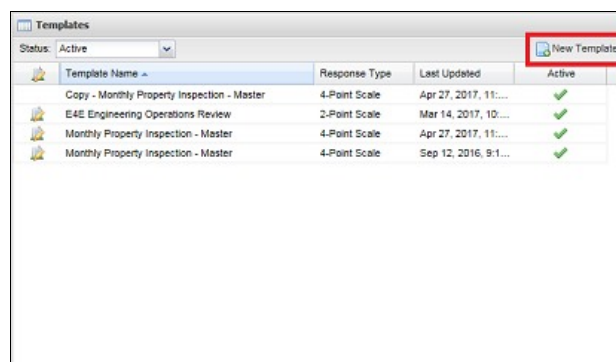 Templates
Status: Active New Template
Template Name Response Type Last Updated Active
Copy - Monthly Property Inspection - Master 4-Point Scale Apr 27, 2017, 11:...
E4E Engineering Operations Review 2-Point Scale Mar 14, 2017, 10:...
Monthly Property Inspection - Master 4-Point Scale Apr 27, 2017, 11:...
Monthly Property Inspection - Master 4-Point Scale Sep 12, 2016, 9:1...